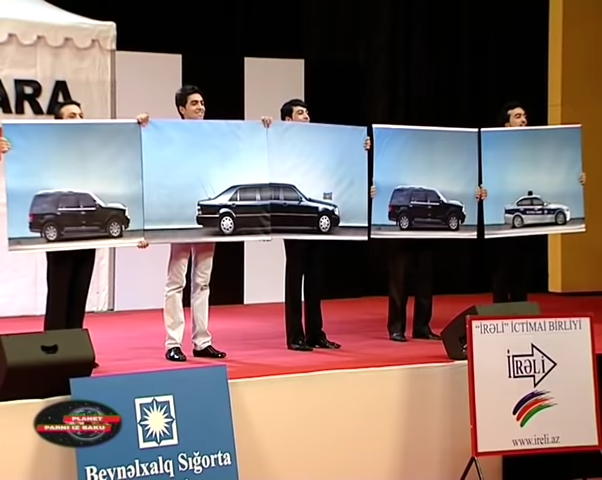 ARA
"İRƏLİ" İCTİMAİ BİRLİYİ
İRƏLİ
www.ireli.az
PLANET
PARNI IZ BAKU
Beynəlxalq Sığorta